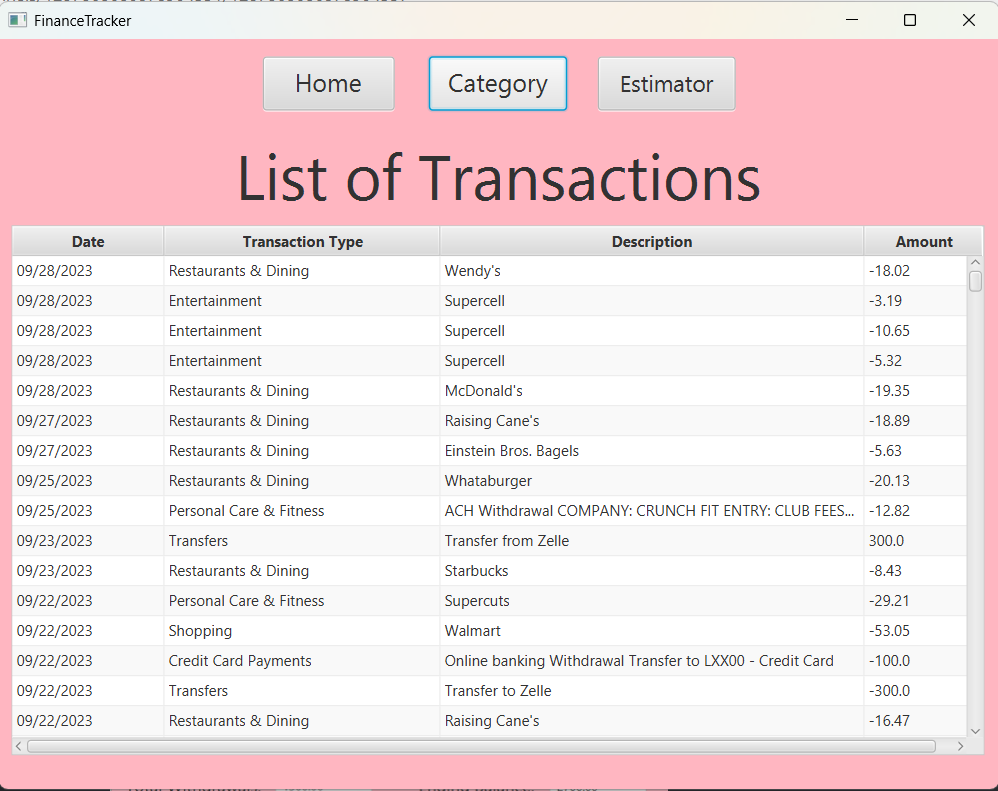 FinanceTracker
Home Category Estimator
List of Transactions
Date Transaction Type Description Amount
09/28/2023 Restaurants & Dining Wendy's -18.02
09/28/2023 Entertainment Supercell -3.19
09/28/2023 Entertainment Supercell -10.65
09/28/2023 Entertainment Supercell -5.32
09/28/2023 Restaurants & Dining McDonald's -19.35
09/27/2023 Restaurants & Dining Raising Cane's -18.89
09/27/2023 Restaurants & Dining Einstein Bros. Bagels -5.63
09/25/2023 Restaurants & Dining Whataburger -20.13
09/25/2023 Personal Care & Fitness ACH Withdrawal COMPANY: CRUNCH FIT ENTRY: CLUB FEES... -12.82
09/23/2023 Transfers Transfer from Zelle 300.0
09/23/2023 Restaurants & Dining Starbucks -8.43
09/22/2023 Personal Care & Fitness Supercuts -29.21
09/22/2023 Shopping Walmart -53.05
09/22/2023 Credit Card Payments Online banking Withdrawal Transfer to LXX00 - Credit Card -100.0
09/22/2023 Transfers Transfer to Zelle -300.0
09/22/2023 Restaurants & Dining Raising Cane's -16.47